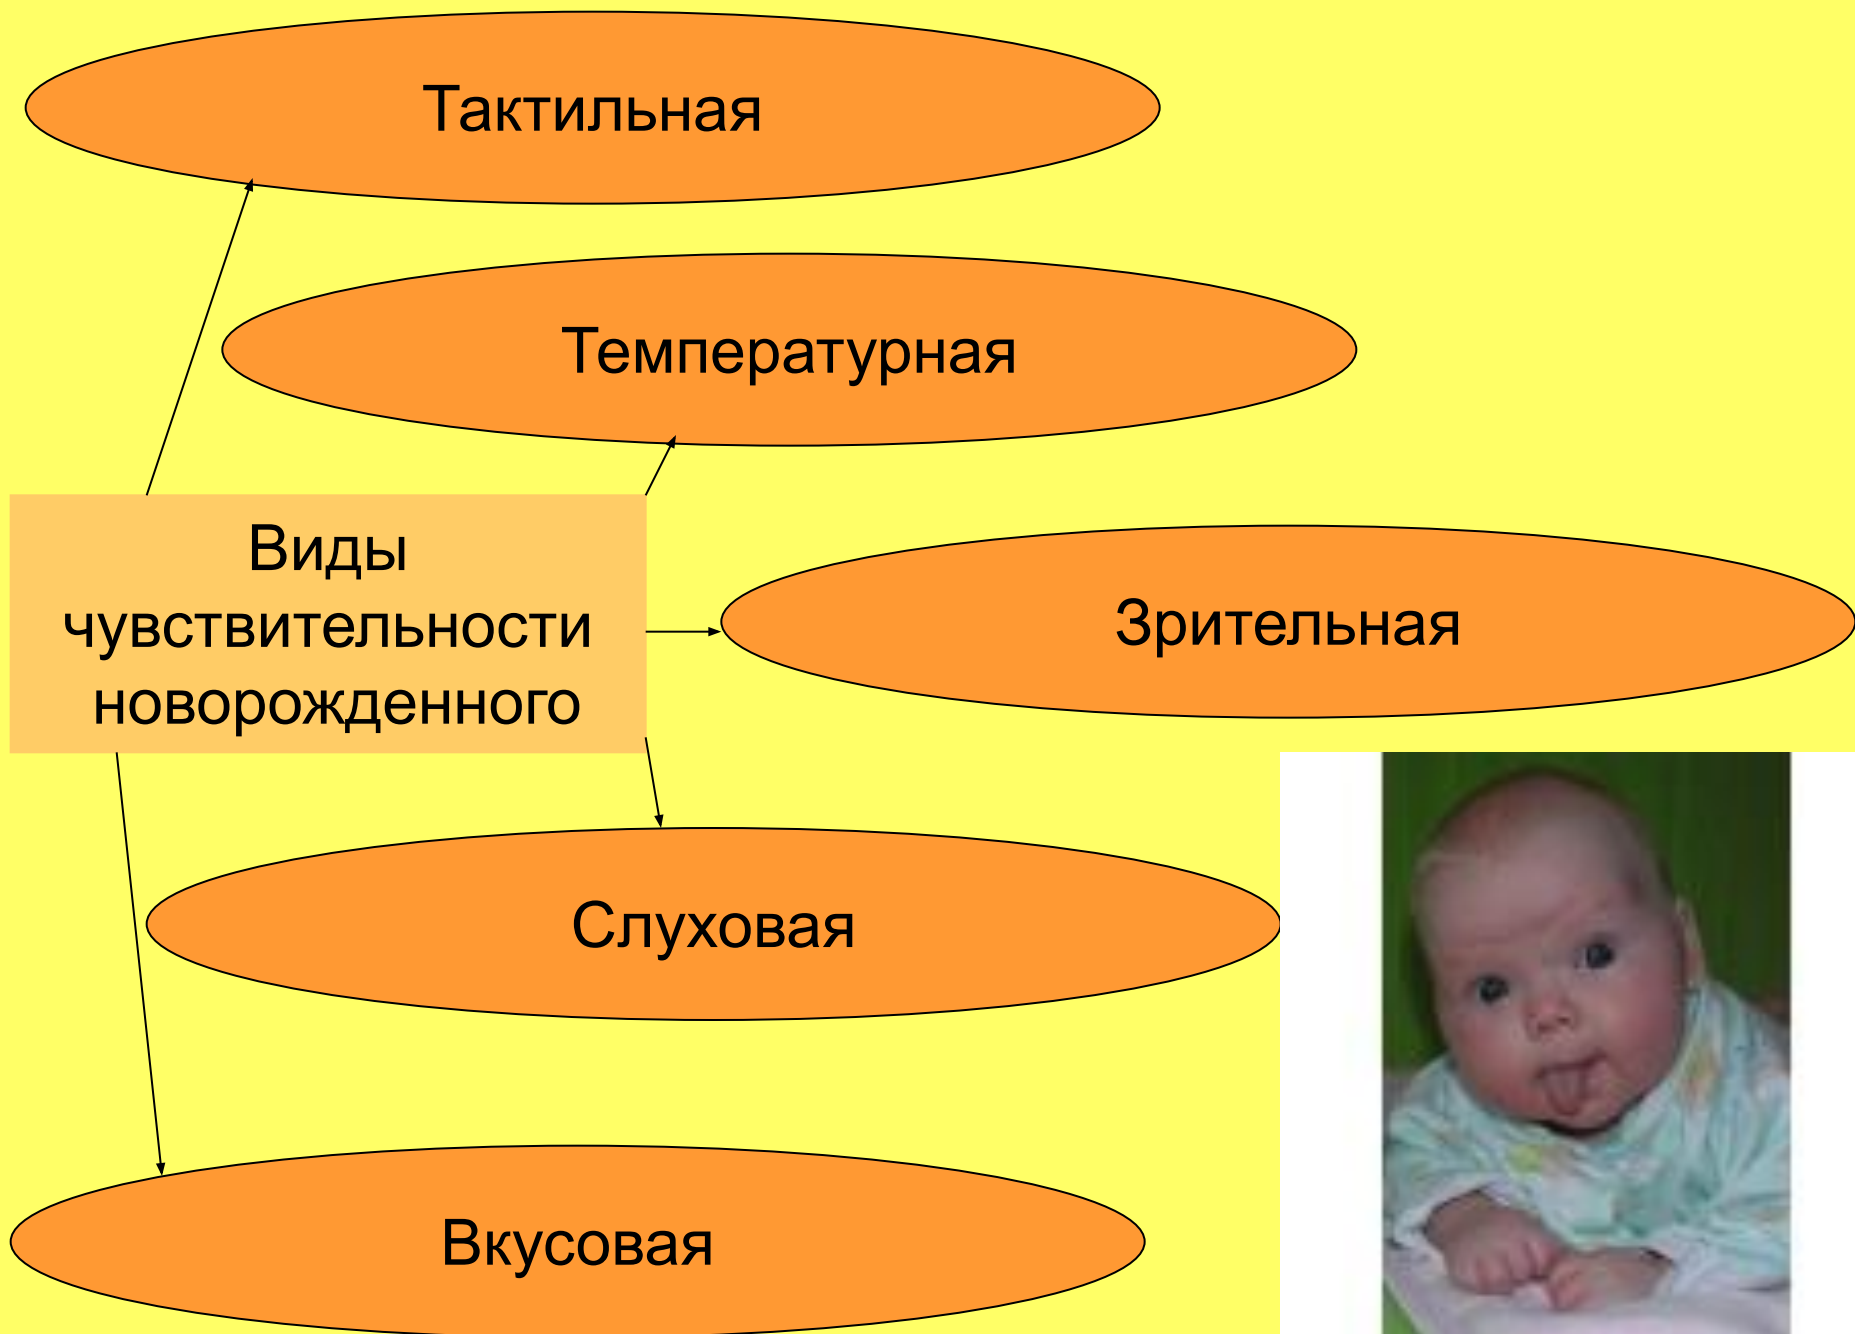 Тактильная
Температурная
Виды
чувствительности
новорожденного
Зрительная
Слуховая
Вкусовая